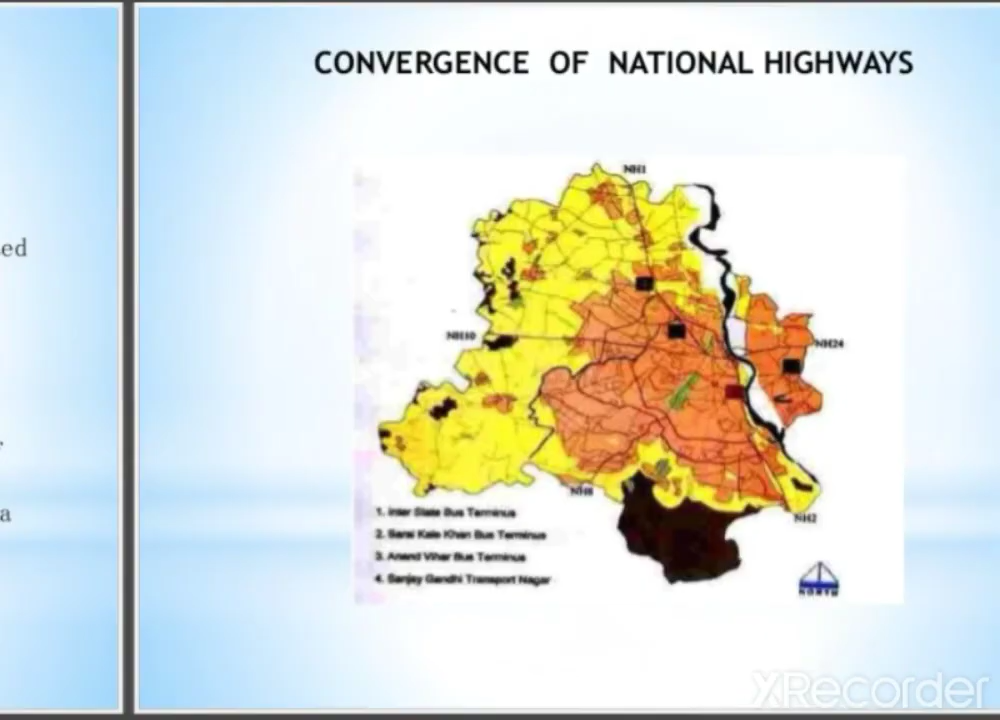 ed
a
CONVERGENCE OF NATIONAL HIGHWAYS
NH1
NH10
NH24
NH8
NH2
1. Inter State Bus Terminus
2. Sarai Kale Khan Bus Terminus
3. Anand Vihar Bus Terminus
4. Sanjay Gandhi Transport Nagar
NORTH
XRecorder